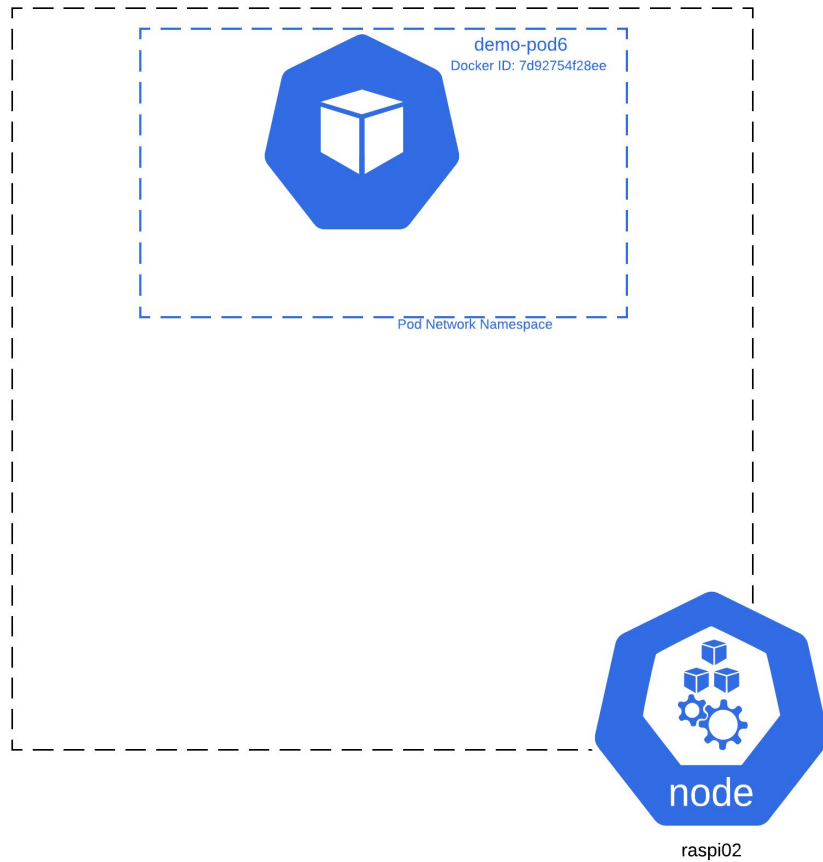 demo-pod6
Docker ID: 7d92754f28ee
Pod Network Namespace
node
raspi02